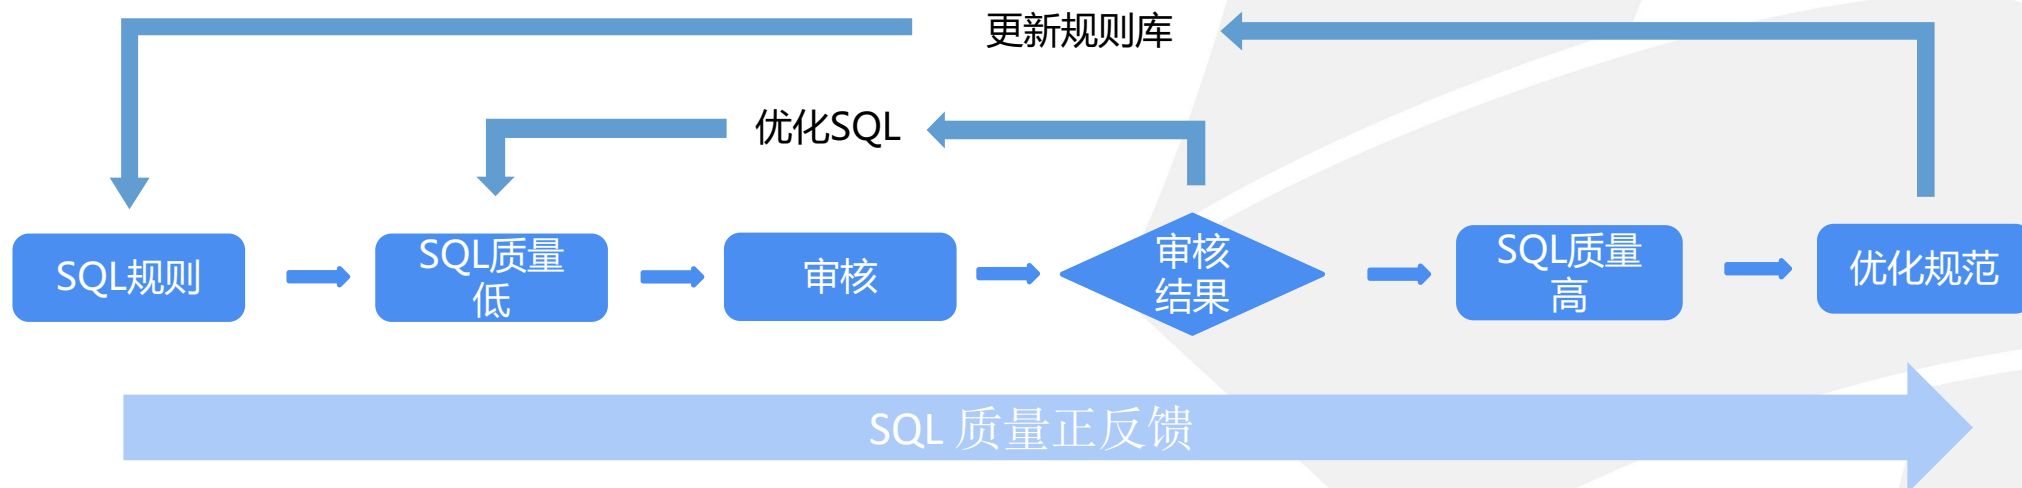 更新规则库
优化SQL
SQL规则
SQL质量
低
审核
审核
结果
SQL质量
高
优化规范
SQL 质量正反馈